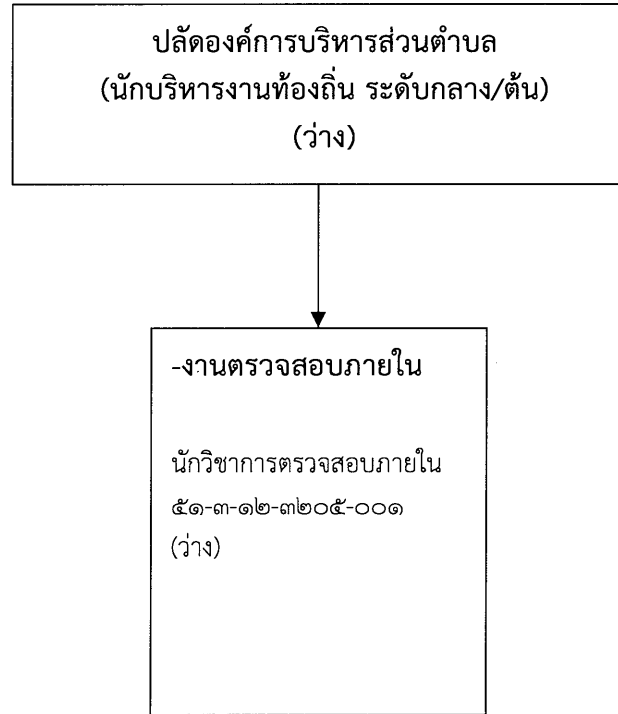 ปลัดองค์การบริหารส่วนตำบล
(นักบริหารงานท้องถิ่น ระดับกลาง/ต้น)
(ว่าง)
-งานตรวจสอบภายใน
นักวิชาการตรวจสอบภายใน
๕๑-๓-๑๒-๓๒๐๕-๐๐๑
(ว่าง)